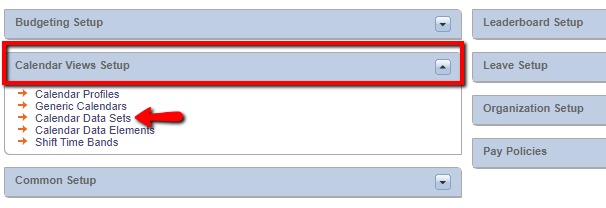 Budgeting Setup
Calendar Views Setup
Calendar Profiles
Generic Calendars
Calendar Data Sets
Calendar Data Elements
Shift Time Bands
Common Setup
Leaderboard Setup
Leave Setup
Organization Setup
Pay Policies